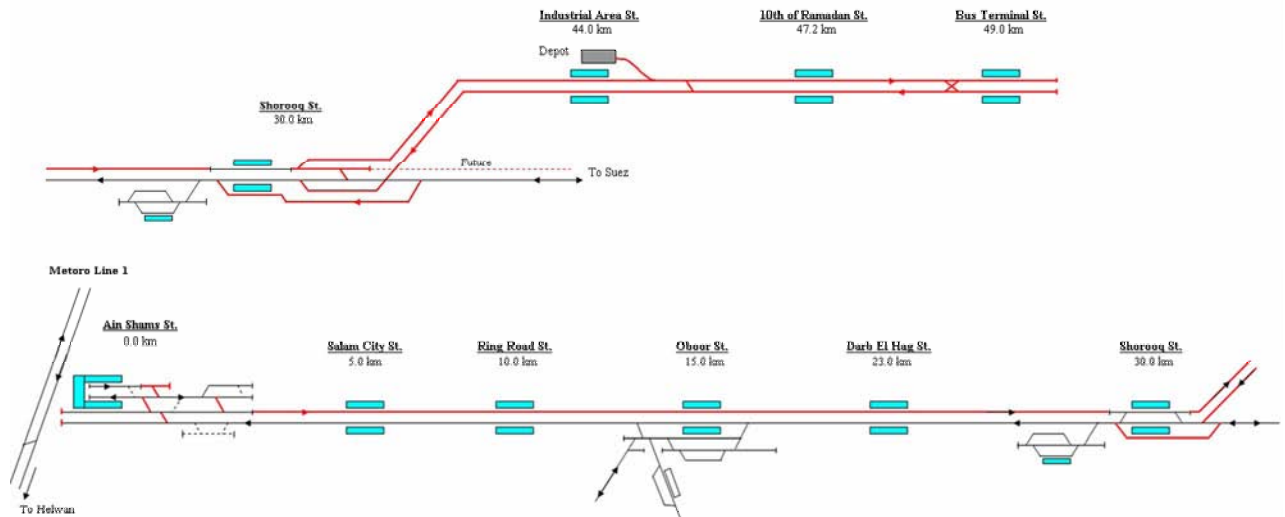 Industrial Area St.
44.0 km
10th of Ramadan St.
47.2 km
Bus Terminal St.
49.0 km
Depot
Shorooq St.
30.0 km
Future
To Suez
Metoro Line 1
Ain Shams St.
0.0 km
Salam City St.
5.0 km
Ring Road St.
10.0 km
Oboor St.
15.0 km
Darb El Hag St.
23.0 km
Shorooq St.
30.0 km
To Helwan